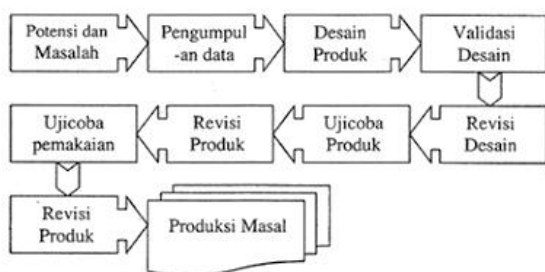 Potensi dan
Masalah
Pengumpul
-an data
Desain
Produk
Validasi
Desain
Ujicoba
pemakaian
Revisi
Produk
Ujicoba
Produk
Revisi
Desain
Revisi
Produk
Produksi Masal